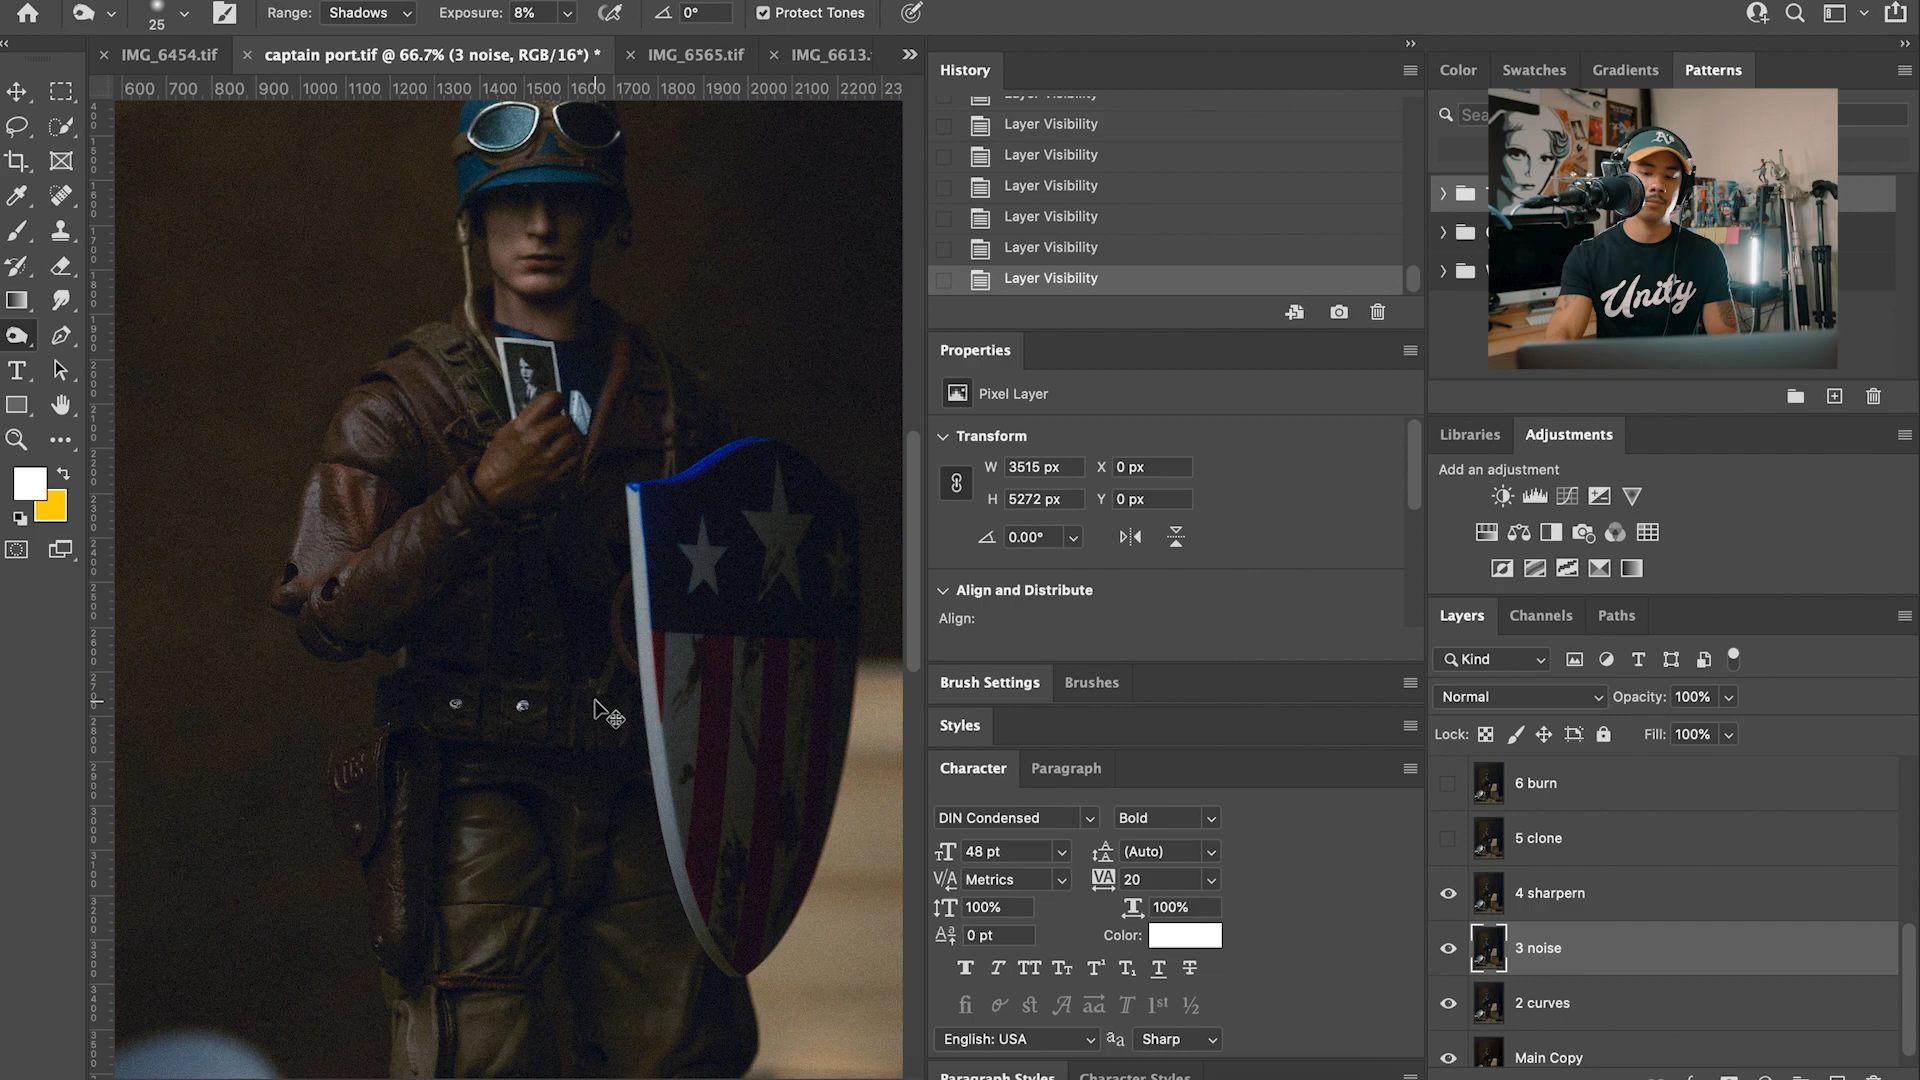 25
Range: Shadows
Exposure: 8%
0°
Protect Tones
IMG_6454.tif
captain port.tif @ 66.7% (3 noise, RGB/16*) *
IMG_6565.tif
IMG_6613.
600 700 800 900 1000 1100 1200 1300 1400 1500 1600 1700 1800 1900 2000 2100 2200 23
History
Layer Visibility
Layer Visibility
Layer Visibility
Layer Visibility
Layer Visibility
Layer Visibility
Layer Visibility
Properties
Pixel Layer
Transform
W 3515 px X 0 px
H 5272 px Y 0 px
0.00°
Align and Distribute
Align:
Brush Settings Brushes
Styles
Character Paragraph
DIN Condensed Bold
48 pt (Auto)
Metrics 20
100% 100%
0 pt Color:
English: USA Sharp
Paragraph Styles Character Styles
Color Swatches Gradients Patterns
Sea
A's
Unity
Libraries Adjustments
Add an adjustment
Layers Channels Paths
Kind
Normal Opacity: 100%
Lock: Fill: 100%
6 burn
5 clone
4 sharpern
3 noise
2 curves
Main Copy
US